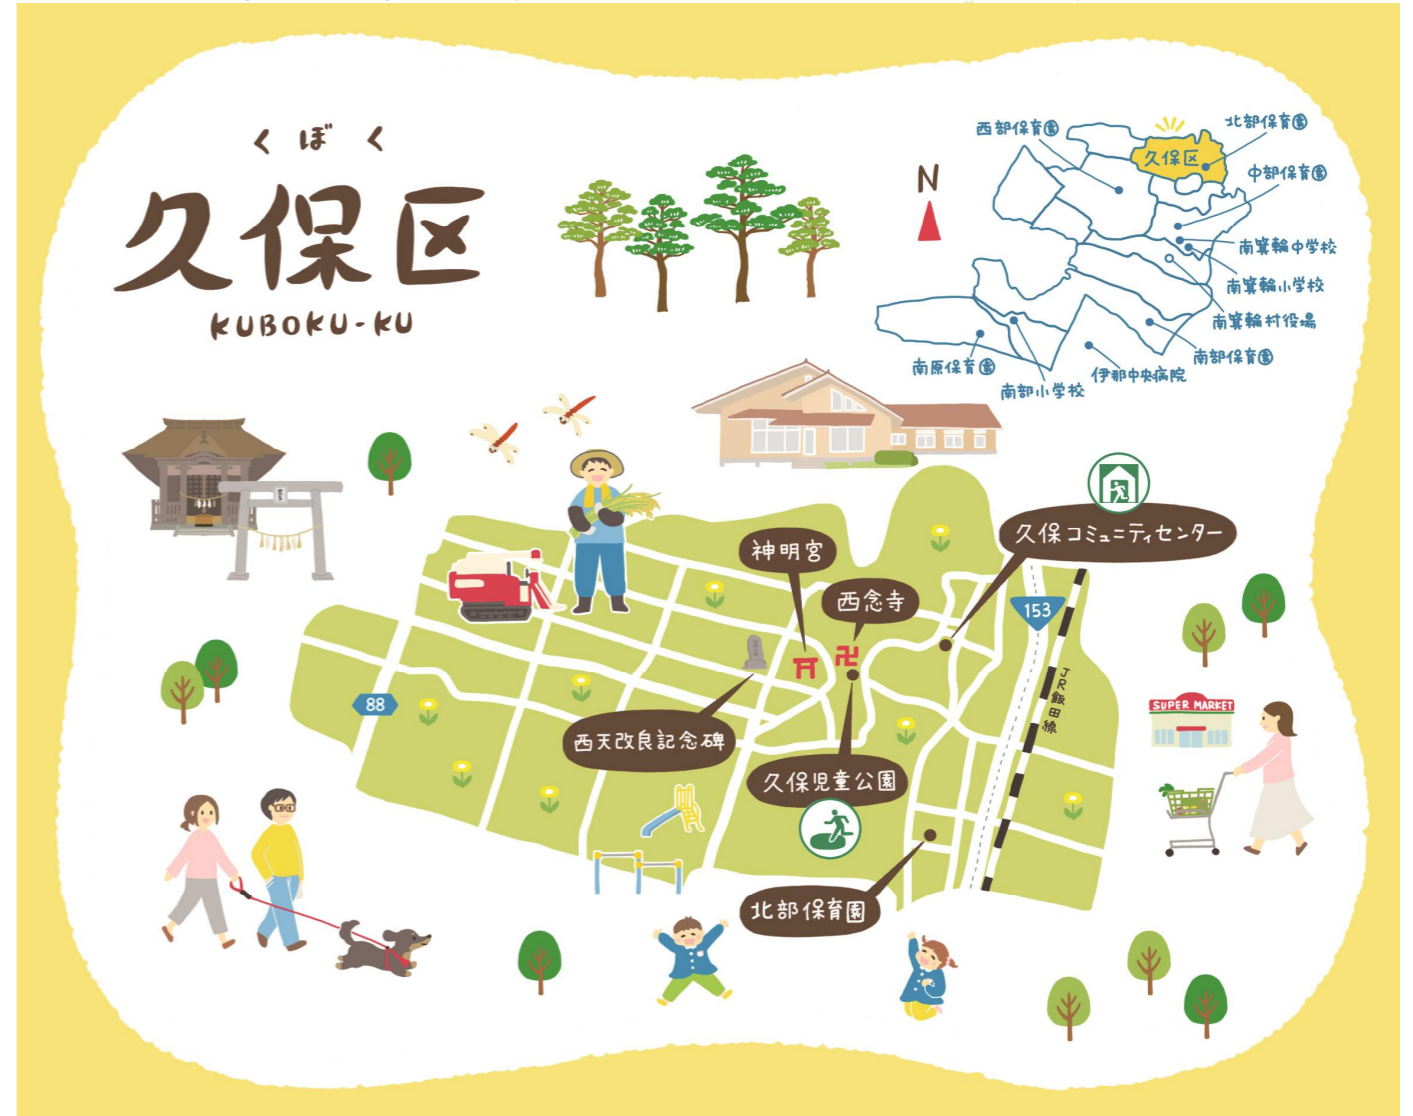 くぼく
久保区
KUBOKU-KU
N
西部保育園
北部保育園
久保区
中部保育園
南箕輪中学校
南箕輪小学校
南箕輪村役場
南部保育園
伊那中央病院
南部小学校
南原保育園
久保コミュニティセンター
神明宮
西念寺
153
JR飯田線
88
西天改良記念碑
久保児童公園
北部保育園
SUPER MARKET